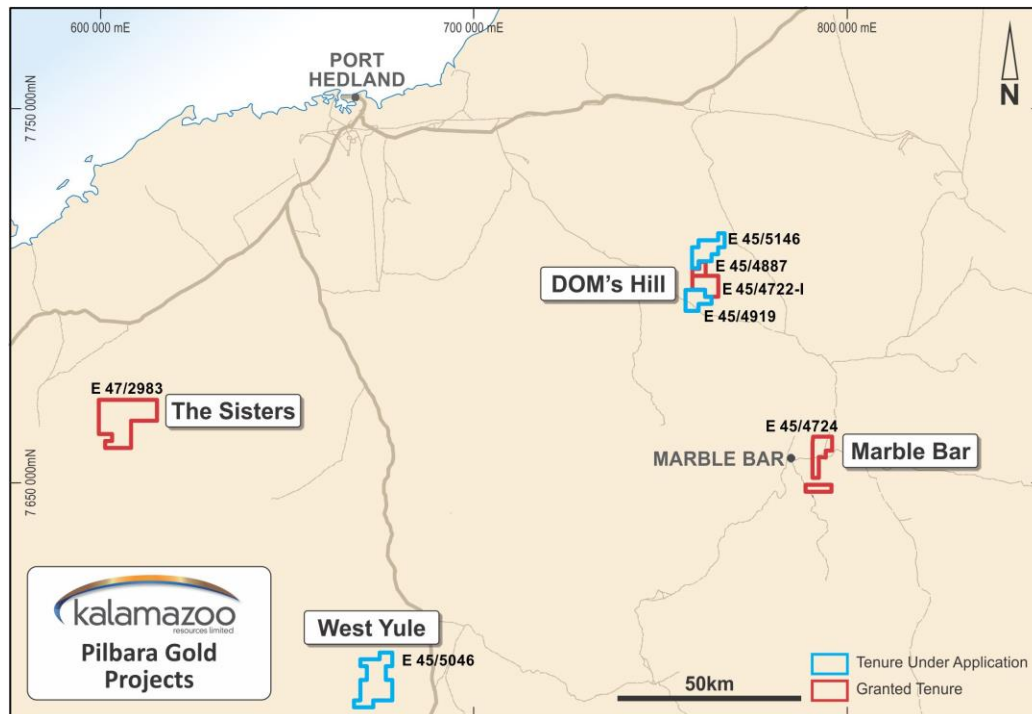 600 000 mE
700 000 mE
800 000 mE
7 750 000mN
7 650 000mN
PORT
HEDLAND
N
E 45/5146
E 45/4887
DOM's Hill
E 45/4722-I
E 45/4919
E 47/2983
The Sisters
E 45/4724
MARBLE BAR
Marble Bar
West Yule
E 45/5046
kalamazoo
resources limited
Pilbara Gold
Projects
50km
Tenure Under Application
Granted Tenure